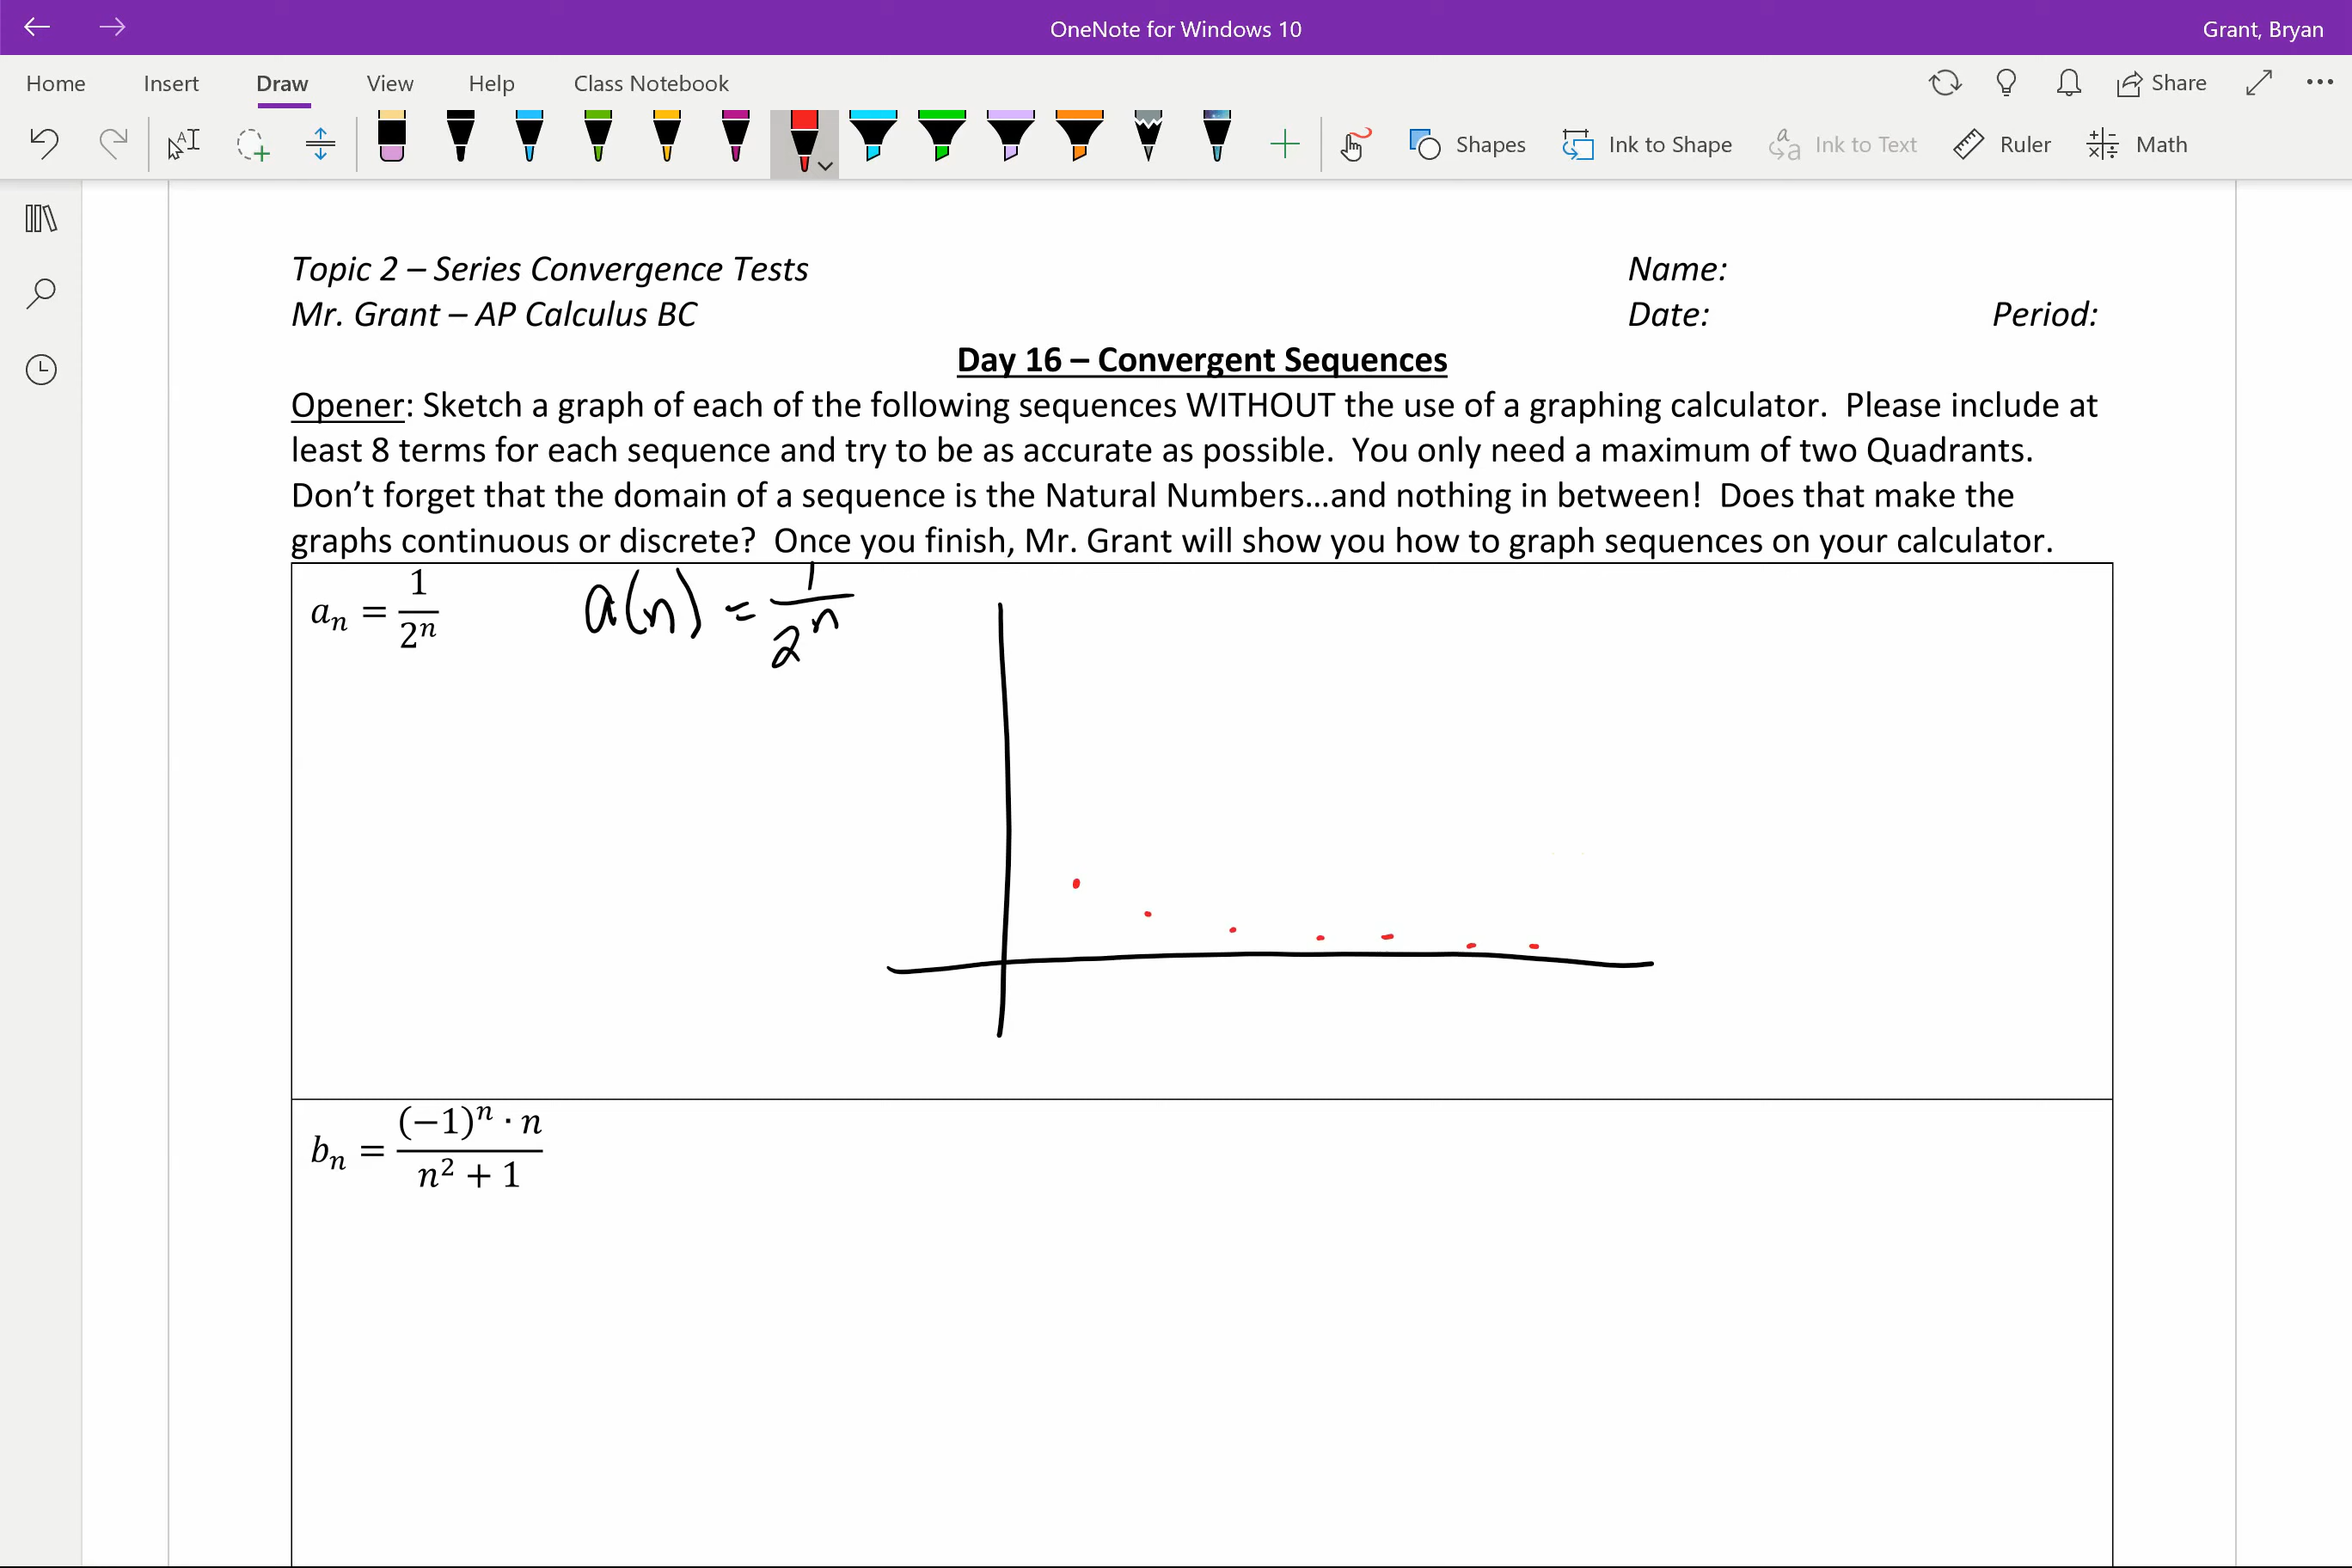 OneNote for Windows 10
Grant, Bryan
Home Insert Draw View Help Class Notebook Share
Shapes Ink to Shape Ink to Text Ruler Math
Topic 2 – Series Convergence Tests Name:
Mr. Grant – AP Calculus BC Date: Period:
Day 16 – Convergent Sequences
Opener: Sketch a graph of each of the following sequences WITHOUT the use of a graphing calculator.  Please include at
least 8 terms for each sequence and try to be as accurate as possible.  You only need a maximum of two Quadrants.
Don’t forget that the domain of a sequence is the Natural Numbers…and nothing in between!  Does that make the
graphs continuous or discrete?  Once you finish, Mr. Grant will show you how to graph sequences on your calculator.
aₙ = 1/2ⁿ a(n) = 1/2ⁿ
bₙ = ((−1)ⁿ · n)/(n² + 1)